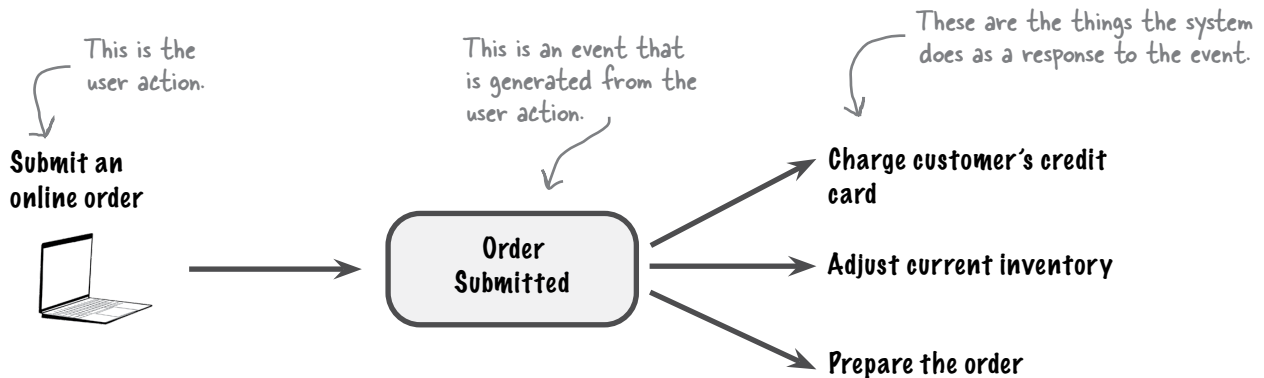 This is the
user action.
This is an event that
is generated from the
user action.
These are the things the system
does as a response to the event.
Submit an
online order
Order
Submitted
Charge customer's credit
card
Adjust current inventory
Prepare the order